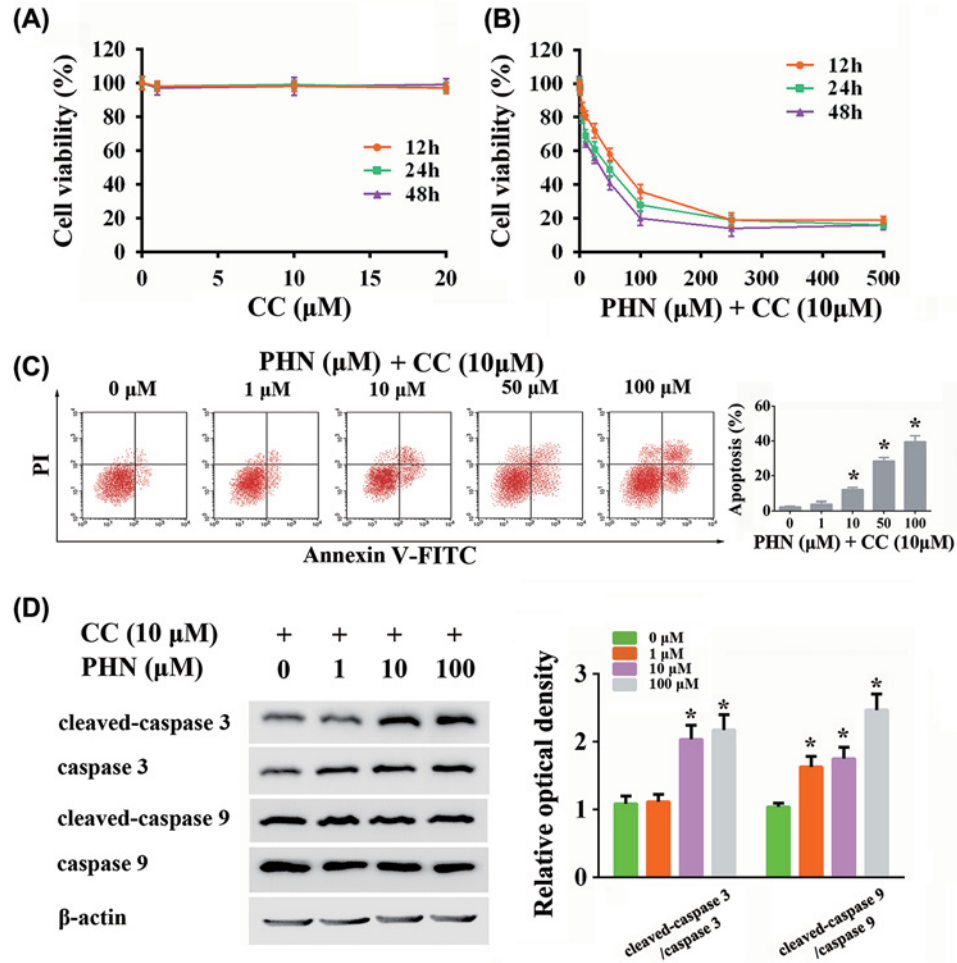 (A)
120
100
80
60
40
20
0
Cell viability (%)
12h
24h
48h
0 5 10 15 20
CC (μM)
(B)
120
100
80
60
40
20
0
Cell viability (%)
12h
24h
48h
0 100 200 300 400 500
PHN (μM) + CC (10μM)
(C)
PHN (μM) + CC (10μM)
0 μM 1 μM 10 μM 50 μM 100 μM
PI
Annexin V-FITC
60
40
20
0
Apoptosis (%)
* * *
0 1 10 50 100
PHN (μM) + CC (10μM)
(D)
CC (10 μM) + + + +
PHN (μM) 0 1 10 100
cleaved-caspase 3
caspase 3
cleaved-caspase 9
caspase 9
β-actin
0 μM
1 μM
10 μM
100 μM
3
2
1
0
Relative optical density
* * * * *
cleaved-caspase 3
/caspase 3
cleaved-caspase 9
/caspase 9